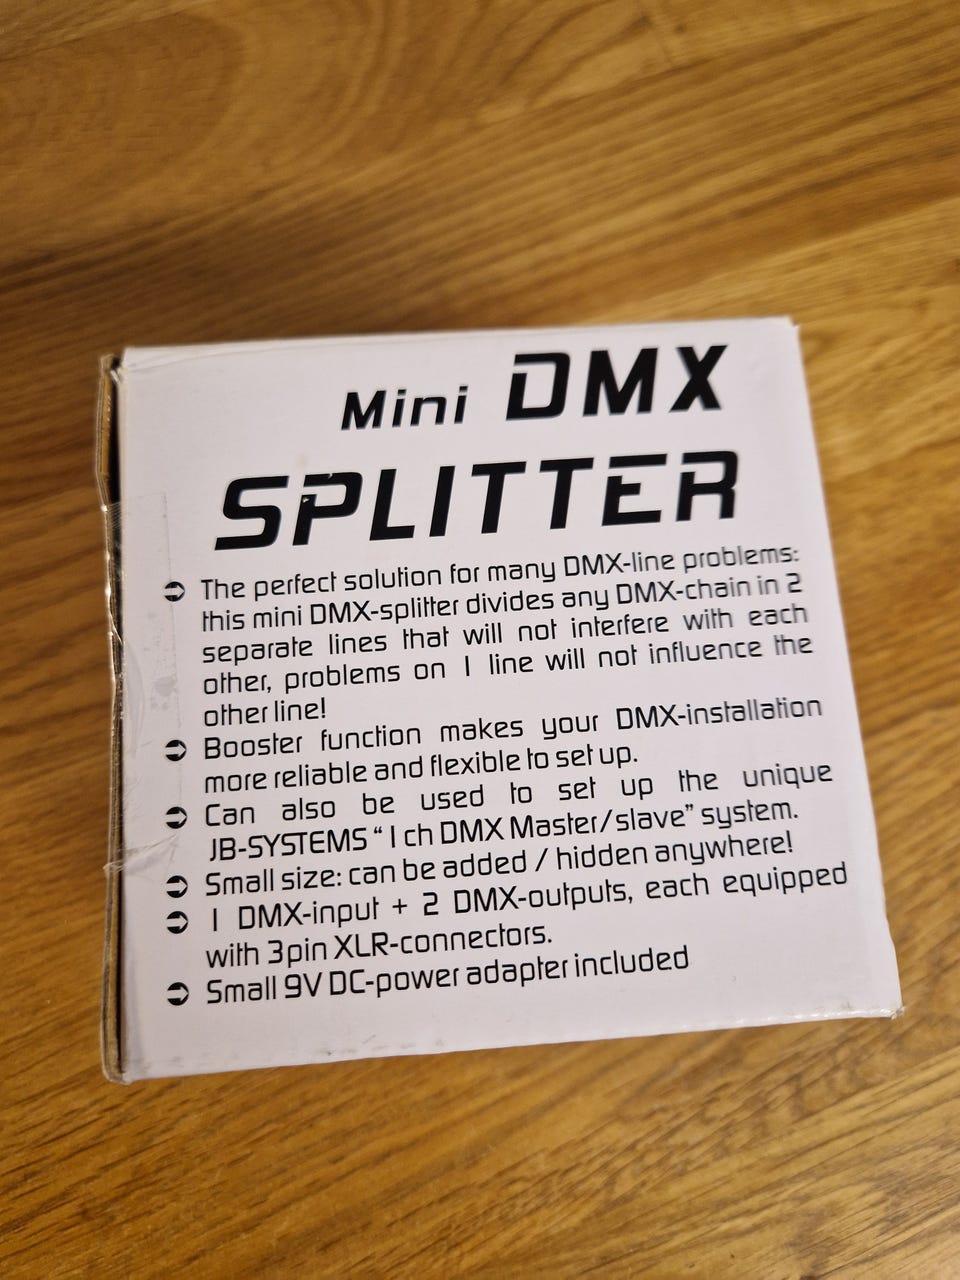 Mini DMX
SPLITTER
➲ The perfect solution for many DMX-line problems:
this mini DMX-splitter divides any DMX-chain in 2
separate lines that will not interfere with each
other, problems on 1 line will not influence the
other line!
➲ Booster function makes your DMX-installation
more reliable and flexible to set up.
➲ Can also be used to set up the unique
JB-SYSTEMS “ 1 ch DMX Master/slave” system.
➲ Small size: can be added / hidden anywhere!
➲ 1 DMX-input + 2 DMX-outputs, each equipped
with 3pin XLR-connectors.
➲ Small 9V DC-power adapter included